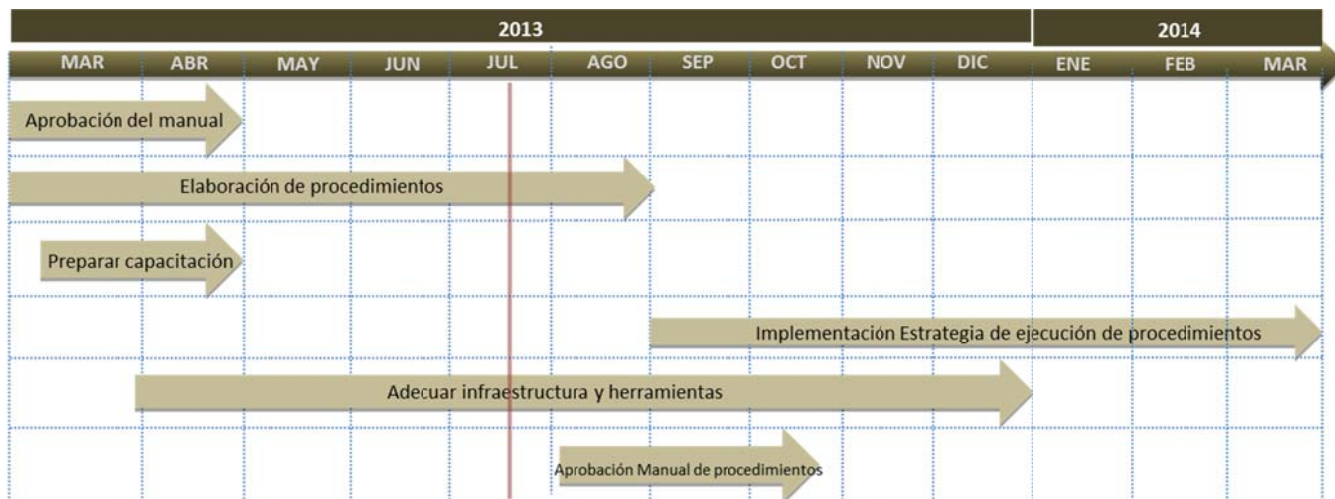 2013 2014
MAR ABR MAY JUN JUL AGO SEP OCT NOV DIC ENE FEB MAR
Aprobación del manual
Elaboración de procedimientos
Preparar capacitación
Implementación Estrategia de ejecución de procedimientos
Adecuar infraestructura y herramientas
Aprobación Manual de procedimientos